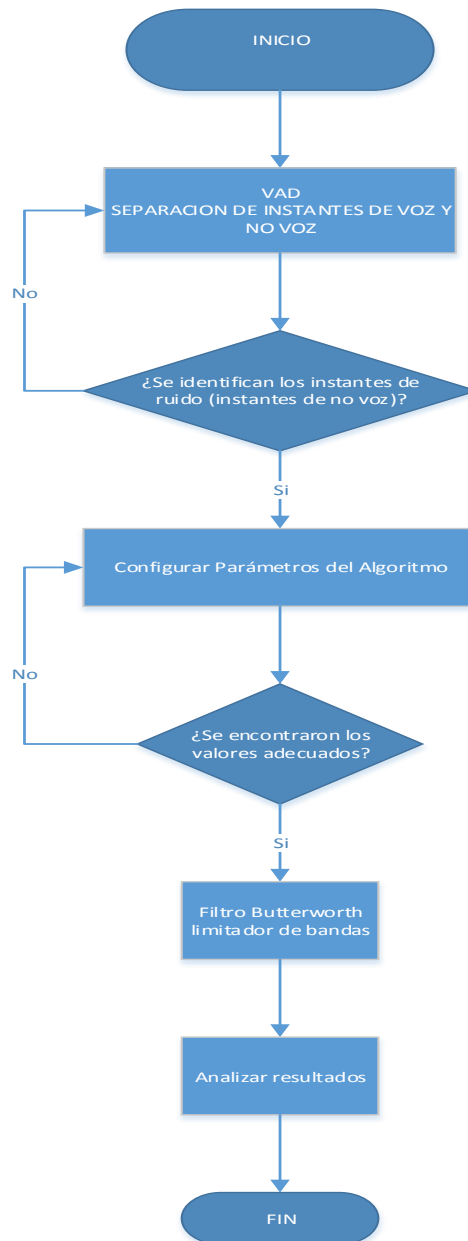 INICIO
VAD
SEPARACION DE INSTANTES DE VOZ Y
NO VOZ
No
¿Se identifican los instantes de
ruido (instantes de no voz)?
Si
Configurar Parámetros del Algoritmo
No
¿Se encontraron los
valores adecuados?
Si
Filtro Butterworth
limitador de bandas
Analizar resultados
FIN